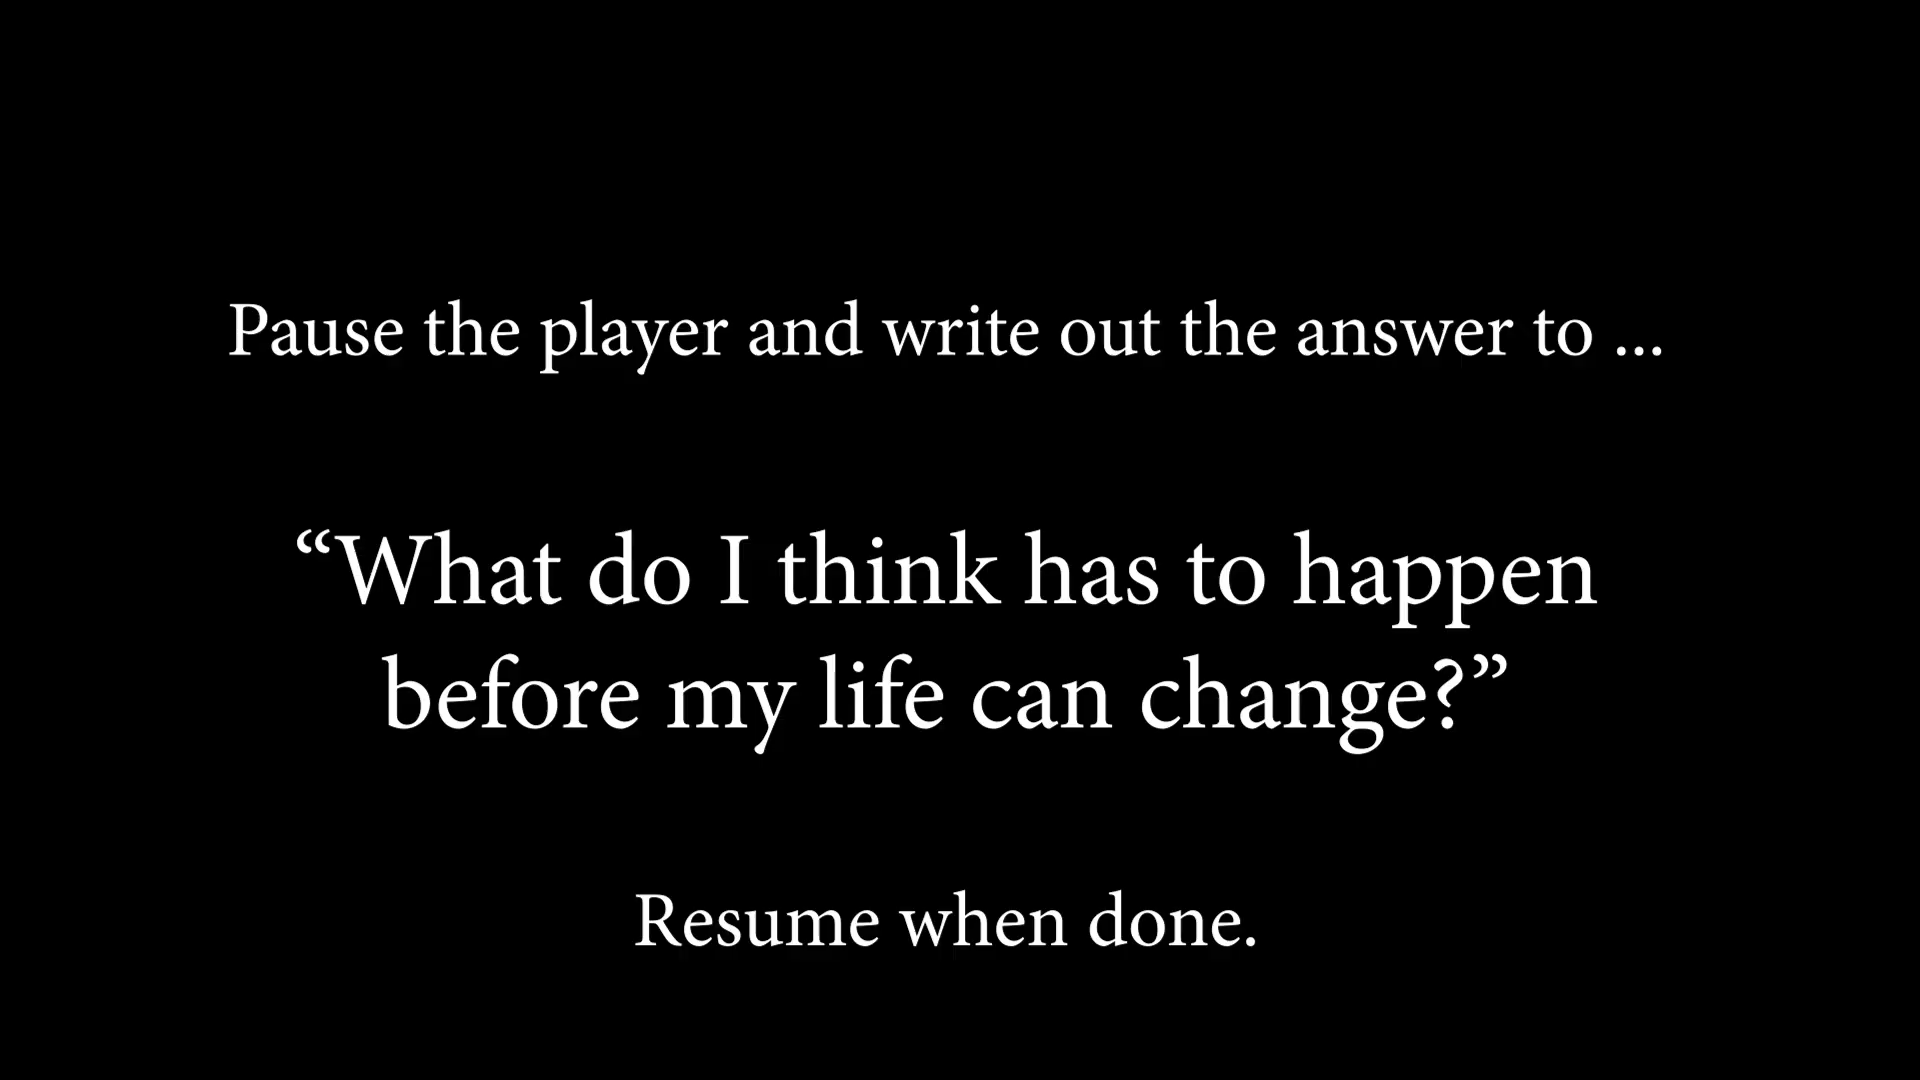 Pause the player and write out the answer to ...
“What do I think has to happen
before my life can change?”
Resume when done.